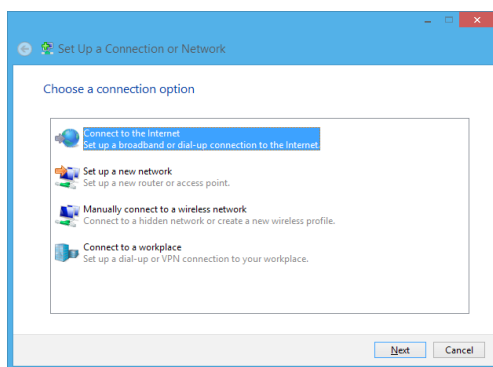 Set Up a Connection or Network
Choose a connection option
Connect to the Internet
Set up a broadband or dial-up connection to the Internet.
Set up a new network
Set up a new router or access point.
Manually connect to a wireless network
Connect to a hidden network or create a new wireless profile.
Connect to a workplace
Set up a dial-up or VPN connection to your workplace.
Next
Cancel